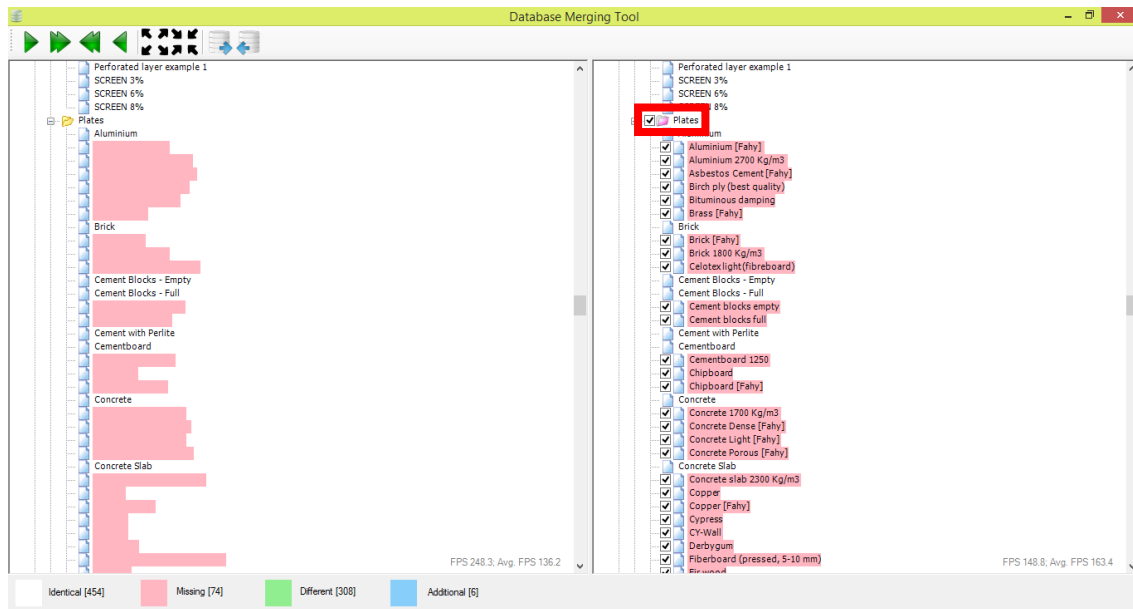 Database Merging Tool
Perforated layer example 1
SCREEN 3%
SCREEN 6%
SCREEN 8%
Plates
Aluminium
Brick
Cement Blocks - Empty
Cement Blocks - Full
Cement with Perlite
Cementboard
Concrete
Concrete Slab
FPS 248.3; Avg. FPS 136.2
Perforated layer example 1
SCREEN 3%
SCREEN 6%
SCREEN 8%
Plates
Aluminium
Aluminium [Fahy]
Aluminium 2700 Kg/m3
Asbestos Cement [Fahy]
Birch ply (best quality)
Bituminous damping
Brass [Fahy]
Brick
Brick [Fahy]
Brick 1800 Kg/m3
Celotex light (fibreboard)
Cement Blocks - Empty
Cement Blocks - Full
Cement blocks empty
Cement blocks full
Cement with Perlite
Cementboard
Cementboard 1250
Chipboard
Chipboard [Fahy]
Concrete
Concrete 1700 Kg/m3
Concrete Dense [Fahy]
Concrete Light [Fahy]
Concrete Porous [Fahy]
Concrete Slab
Concrete slab 2300 Kg/m3
Copper
Copper [Fahy]
Cypress
CY-Wall
Derbygum
Fiberboard (pressed, 5-10 mm)
Fir wood
FPS 148.8; Avg. FPS 163.4
Identical [454]
Missing [74]
Different [308]
Additional [6]